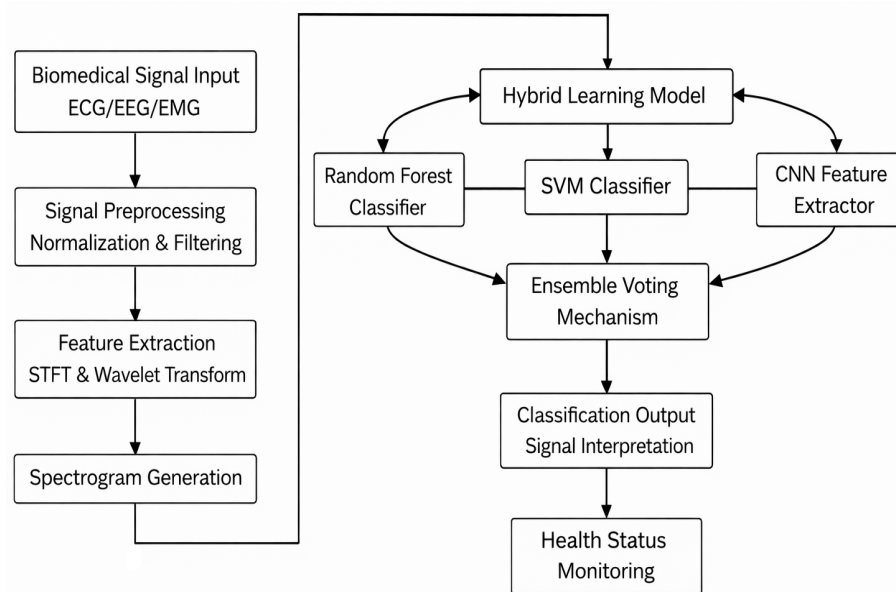 Biomedical Signal Input
ECG/EEG/EMG
Signal Preprocessing
Normalization & Filtering
Feature Extraction
STFT & Wavelet Transform
Spectrogram Generation
Hybrid Learning Model
Random Forest
Classifier
SVM Classifier
CNN Feature
Extractor
Ensemble Voting
Mechanism
Classification Output
Signal Interpretation
Health Status
Monitoring